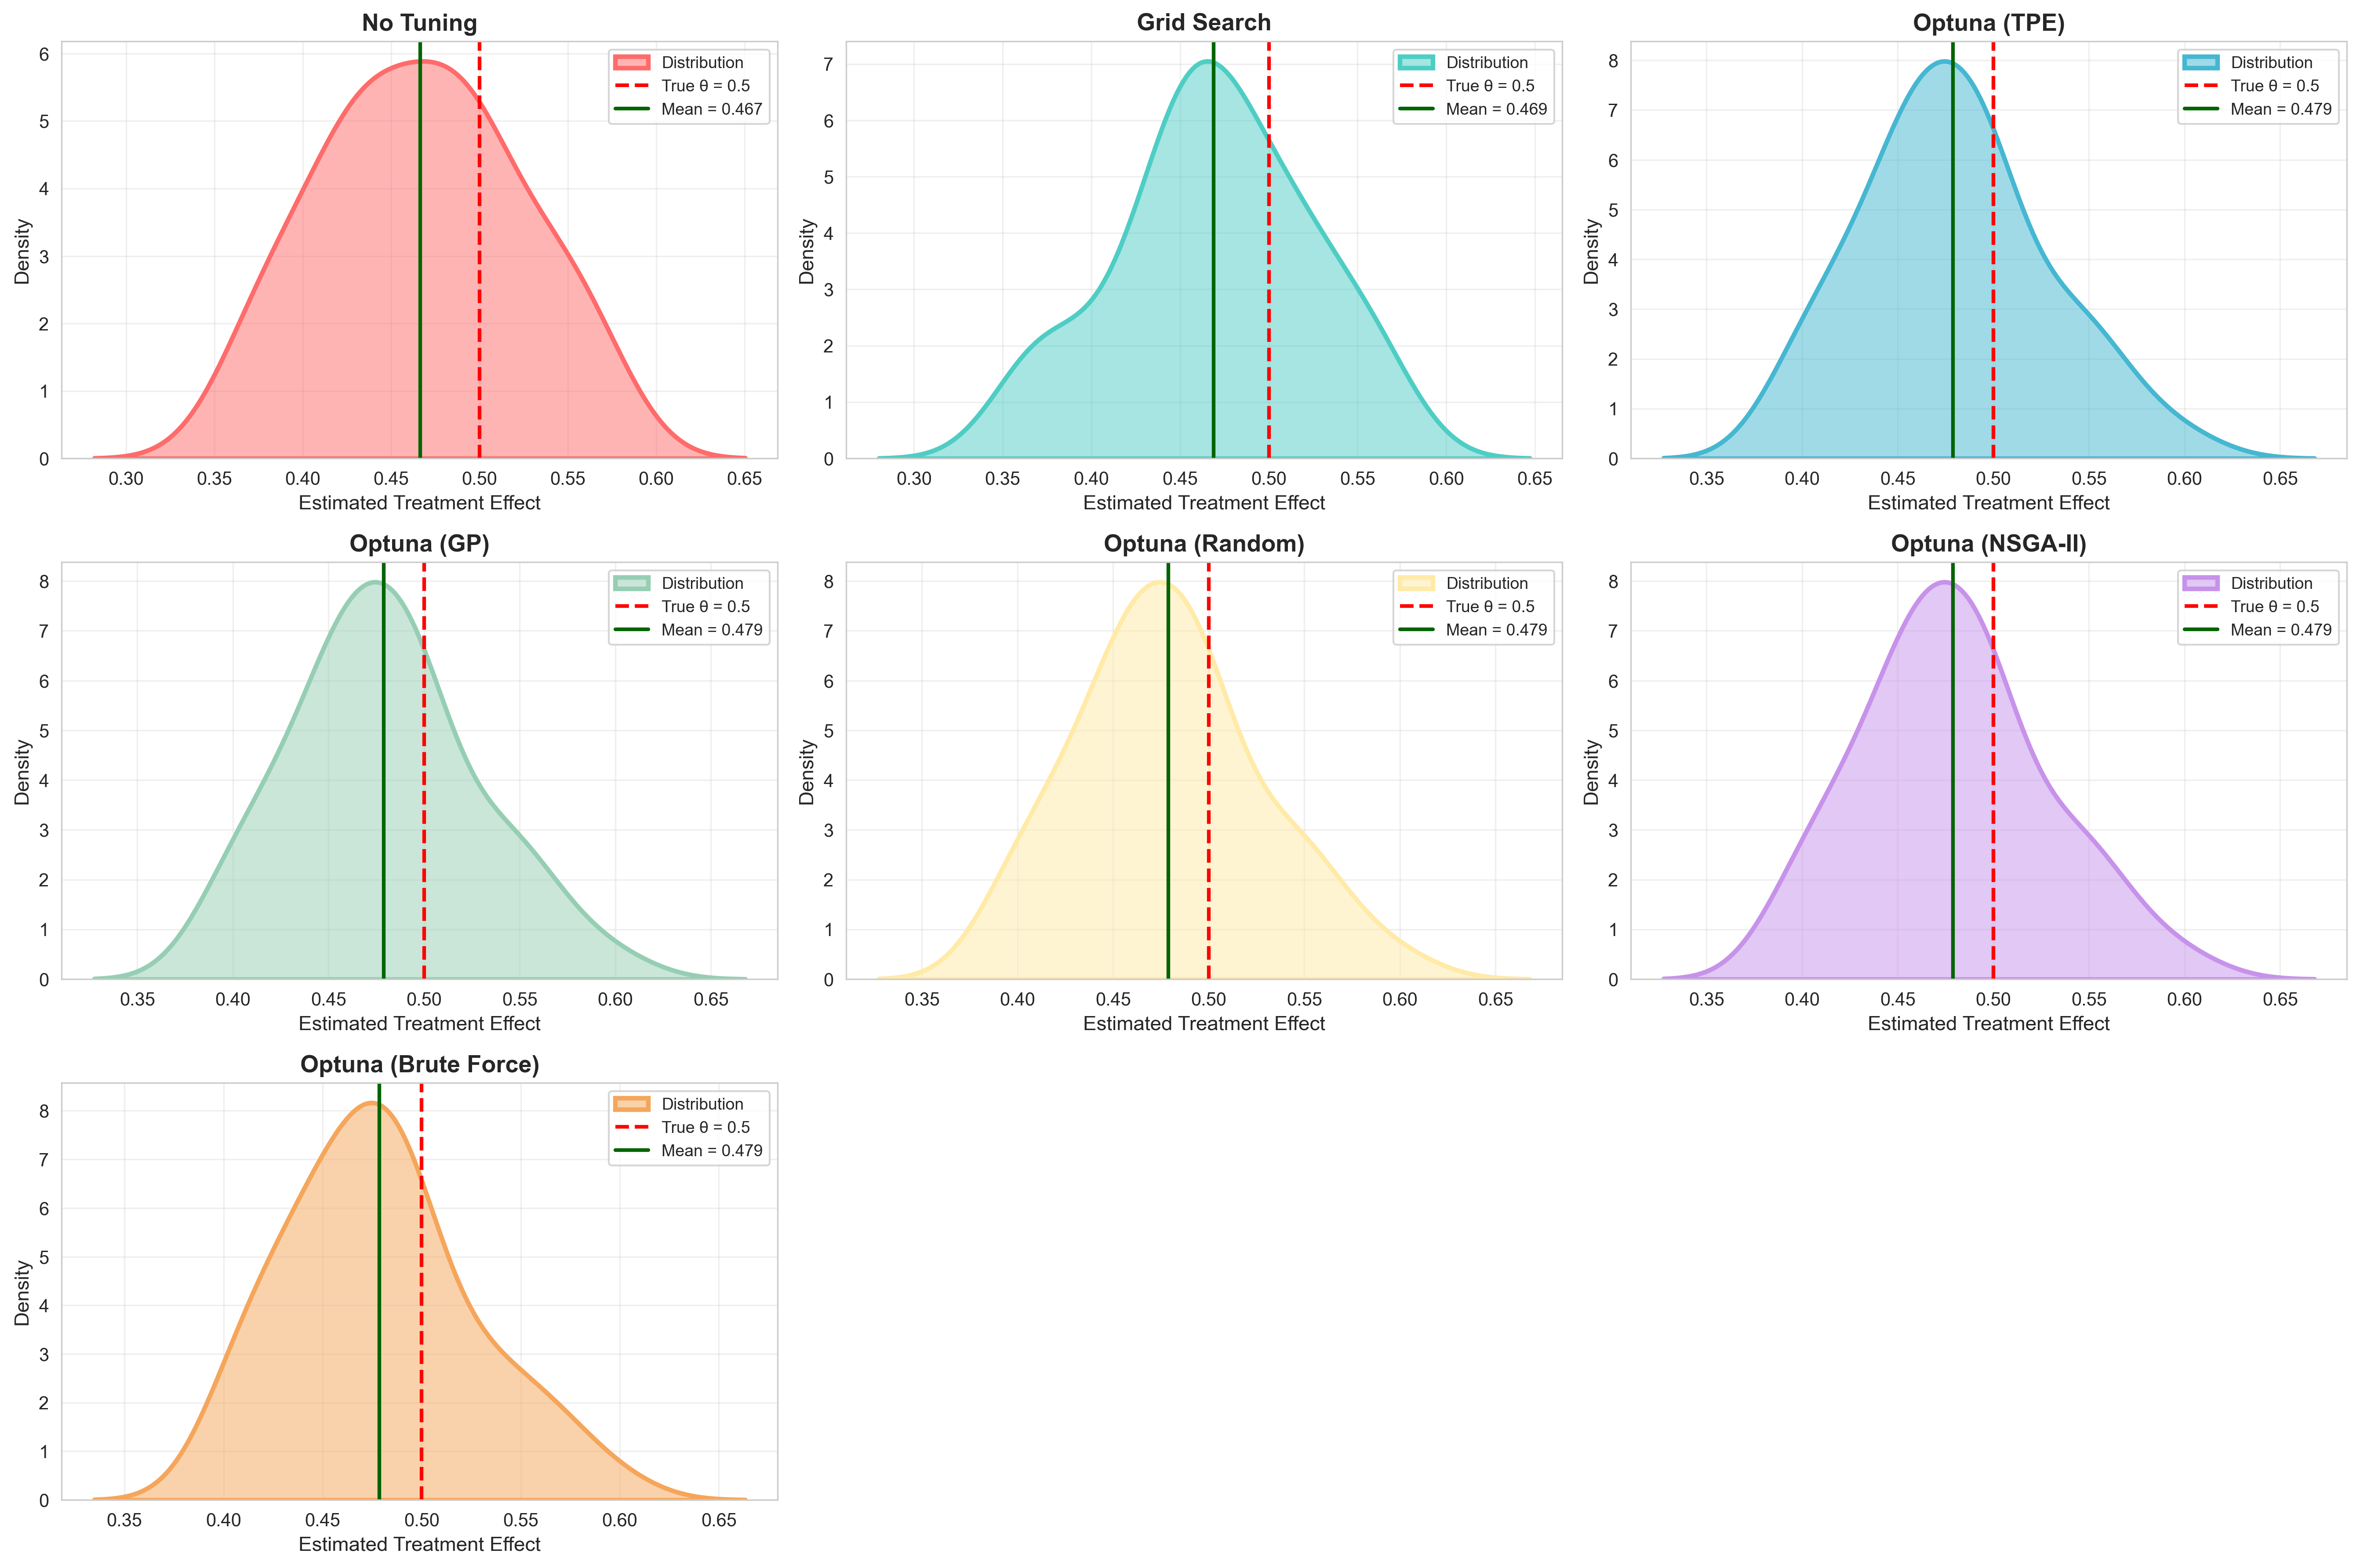 No Tuning
Distribution
True θ = 0.5
Mean = 0.467
6
5
4
3
2
1
0
Density
0.30 0.35 0.40 0.45 0.50 0.55 0.60 0.65
Estimated Treatment Effect
Grid Search
Distribution
True θ = 0.5
Mean = 0.469
7
6
5
4
3
2
1
0
Density
0.30 0.35 0.40 0.45 0.50 0.55 0.60 0.65
Estimated Treatment Effect
Optuna (TPE)
Distribution
True θ = 0.5
Mean = 0.479
8
7
6
5
4
3
2
1
0
Density
0.35 0.40 0.45 0.50 0.55 0.60 0.65
Estimated Treatment Effect
Optuna (GP)
Distribution
True θ = 0.5
Mean = 0.479
8
7
6
5
4
3
2
1
0
Density
0.35 0.40 0.45 0.50 0.55 0.60 0.65
Estimated Treatment Effect
Optuna (Random)
Distribution
True θ = 0.5
Mean = 0.479
8
7
6
5
4
3
2
1
0
Density
0.35 0.40 0.45 0.50 0.55 0.60 0.65
Estimated Treatment Effect
Optuna (NSGA-II)
Distribution
True θ = 0.5
Mean = 0.479
8
7
6
5
4
3
2
1
0
Density
0.35 0.40 0.45 0.50 0.55 0.60 0.65
Estimated Treatment Effect
Optuna (Brute Force)
Distribution
True θ = 0.5
Mean = 0.479
8
7
6
5
4
3
2
1
0
Density
0.35 0.40 0.45 0.50 0.55 0.60 0.65
Estimated Treatment Effect